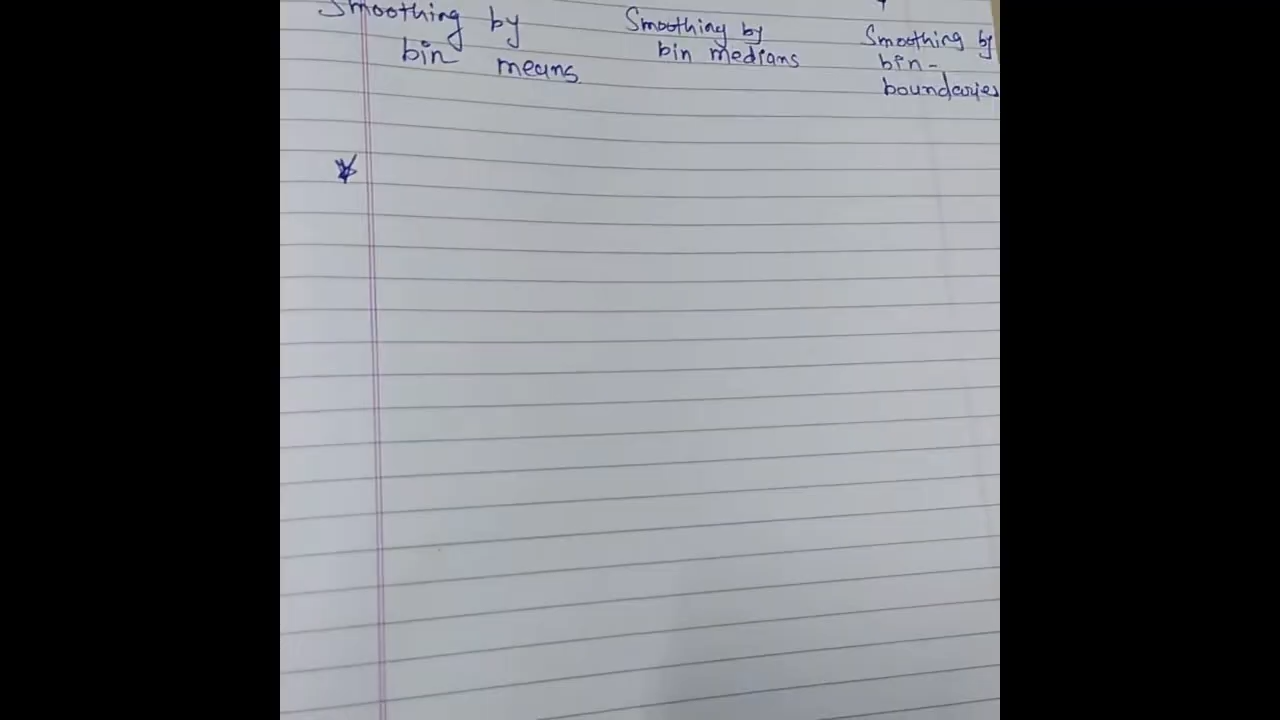 Smoothing by
bin means
Smoothing by
bin medians
Smoothing by
bin-
boundaries